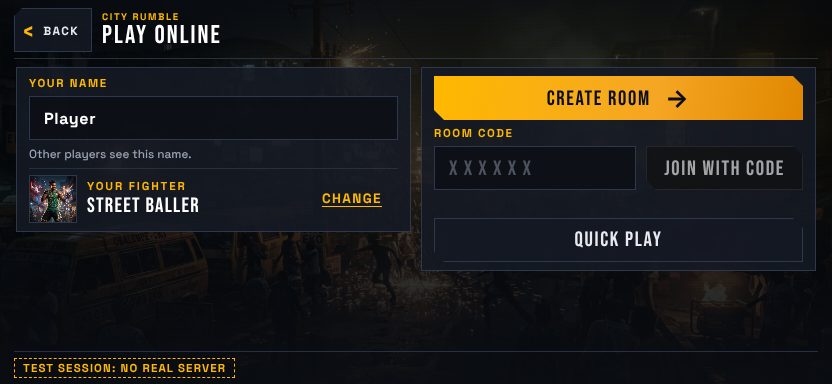 < BACK
CITY RUMBLE
PLAY ONLINE
YOUR NAME
Player
Other players see this name.
YOUR FIGHTER
STREET BALLER
CHANGE
CREATE ROOM →
ROOM CODE
XXXXXX
JOIN WITH CODE
QUICK PLAY
TEST SESSION: NO REAL SERVER